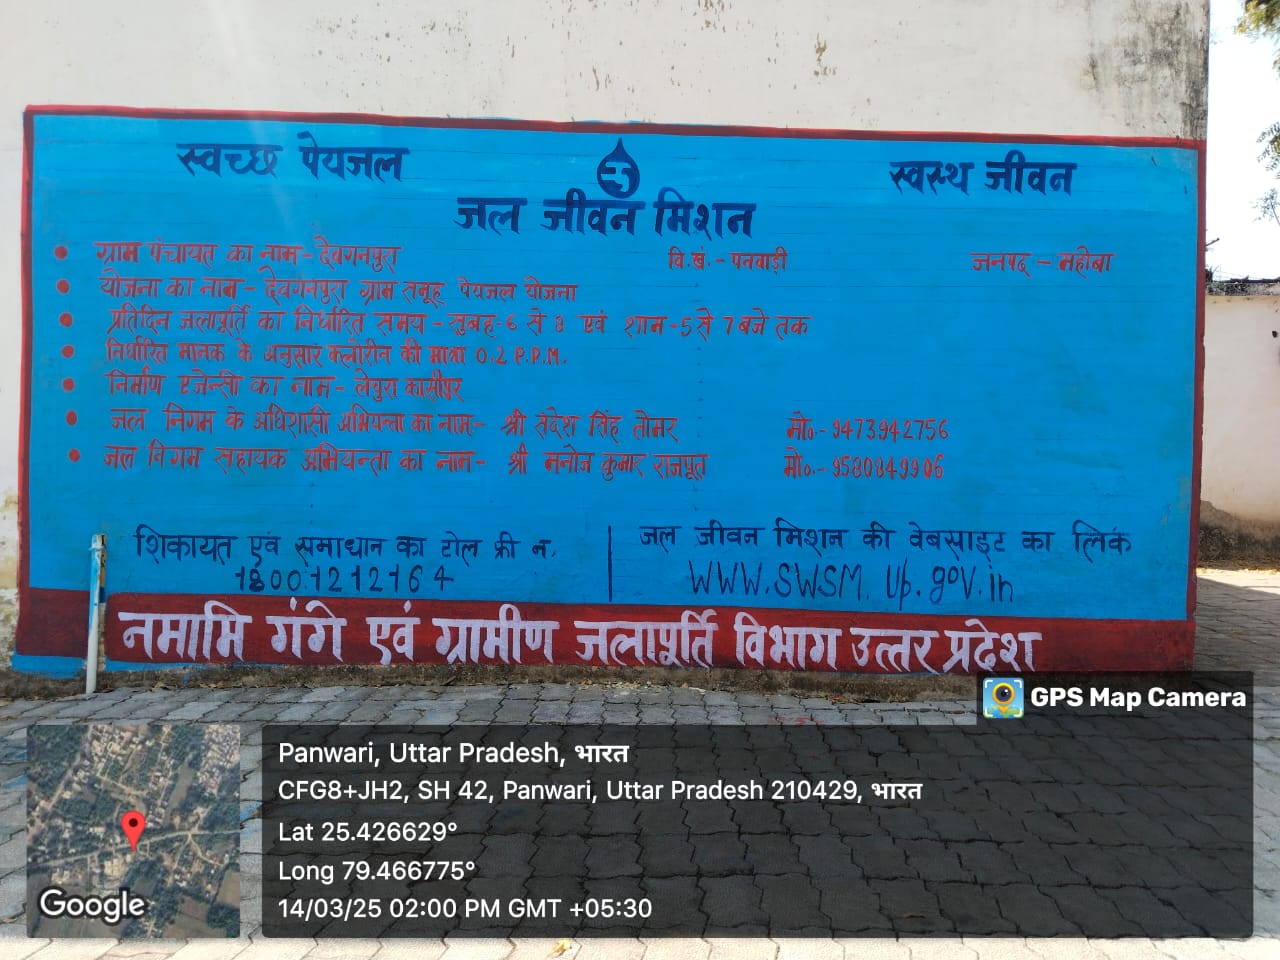 स्वच्छ पेयजल
स्वस्थ जीवन
जल जीवन मिशन
• ग्राम पंचायत का नाम- देवगनपुरा वि.खं.- पनवाड़ी जनपद - महोबा
• योजना का नाम - देवगनपुरा ग्राम समूह पेयजल योजना
• प्रतिदिन जलापूर्ति का निर्धारित समय - सुबह-6 से 8 एवं शाम-5 से 7 बजे तक
• निर्धारित मानक के अनुसार क्लोरीन की मात्रा 0.2 P.P.M.
• निर्माण एजेन्सी का नाम- लेपुरा कासीपुर
• जल निगम के अधिशासी अभियन्ता का नाम- श्री संदेश सिंह तोमर मो०.- 9473942756
• जल निगम सहायक अभियन्ता का नाम- श्री मनोज कुमार राजपूत मो०.- 9580849906
शिकायत एवं समाधान का टोल फ्री न.
18001212164
जल जीवन मिशन की वेबसाइट का लिंक
WWW.SWSM.Up.gov.in
नमामि गंगे एवं ग्रामीण जलापूर्ति विभाग उत्तर प्रदेश
GPS Map Camera
Panwari, Uttar Pradesh, भारत
CFG8+JH2, SH 42, Panwari, Uttar Pradesh 210429, भारत
Lat 25.426629°
Long 79.466775°
14/03/25 02:00 PM GMT +05:30
Google